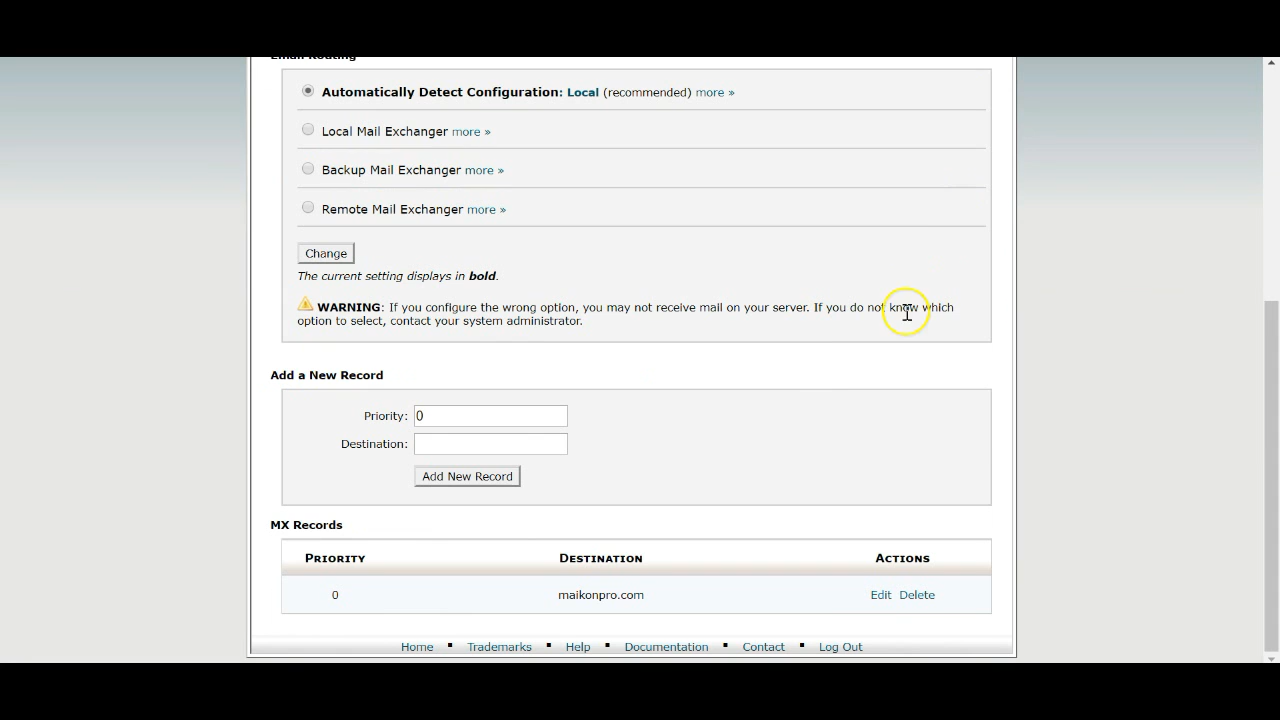 Email Routing
Automatically Detect Configuration: Local (recommended) more »
Local Mail Exchanger more »
Backup Mail Exchanger more »
Remote Mail Exchanger more »
Change
The current setting displays in bold.
WARNING: If you configure the wrong option, you may not receive mail on your server. If you do not know which
option to select, contact your system administrator.
Add a New Record
Priority: 0
Destination:
Add New Record
MX Records
PRIORITY DESTINATION ACTIONS
0 maikonpro.com Edit Delete
Home ▪ Trademarks ▪ Help ▪ Documentation ▪ Contact ▪ Log Out